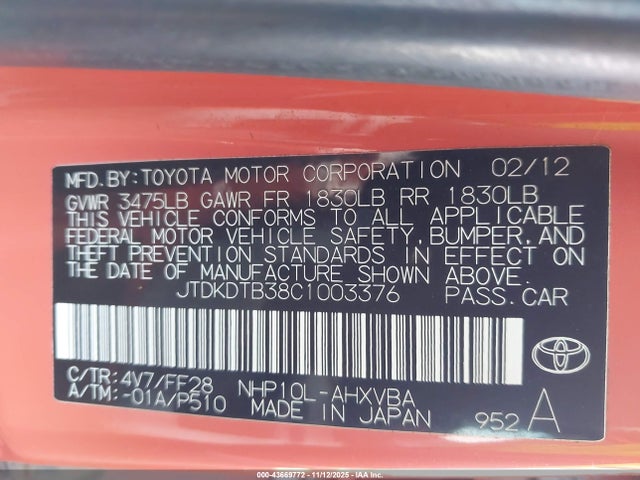 MFD.BY:TOYOTA MOTOR CORPORATION 02/12
GVWR 3475LB GAWR FR 1830LB RR 1830LB
THIS VEHICLE CONFORMS TO ALL APPLICABLE
FEDERAL MOTOR VEHICLE SAFETY, BUMPER, AND
THEFT PREVENTION STANDARDS IN EFFECT ON
THE DATE OF MANUFACTURE SHOWN ABOVE.
JTDKDTB38C1003376 PASS.CAR
C/TR: 4V7/FF28 NHP10L-AHXVBA
A/TM:-01A/P510 MADE IN JAPAN 952 A
000-43669772 - 11/12/2025 - IAA Inc.